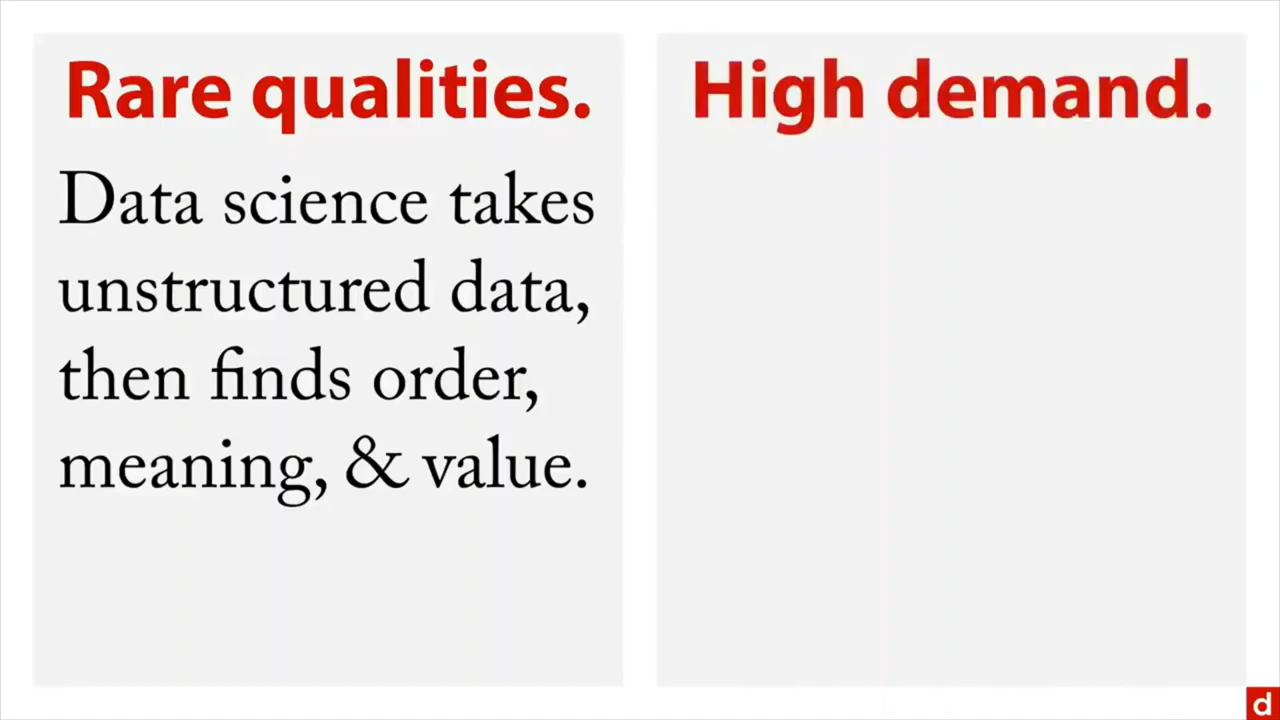 Rare qualities.
Data science takes
unstructured data,
then finds order,
meaning, & value.
High demand.
d